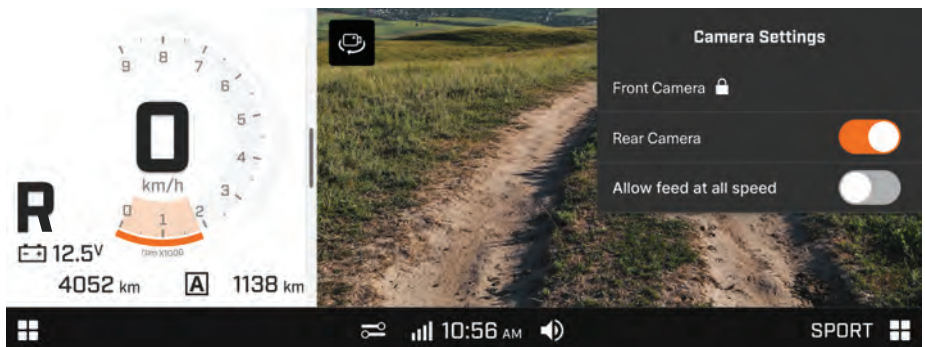 9 8 7 6 5 4 3 2 1 0
0
km/h
R
12.5V
rpm x1000
4052 km A 1138 km
Camera Settings
Front Camera
Rear Camera
Allow feed at all speed
10:56 AM
SPORT